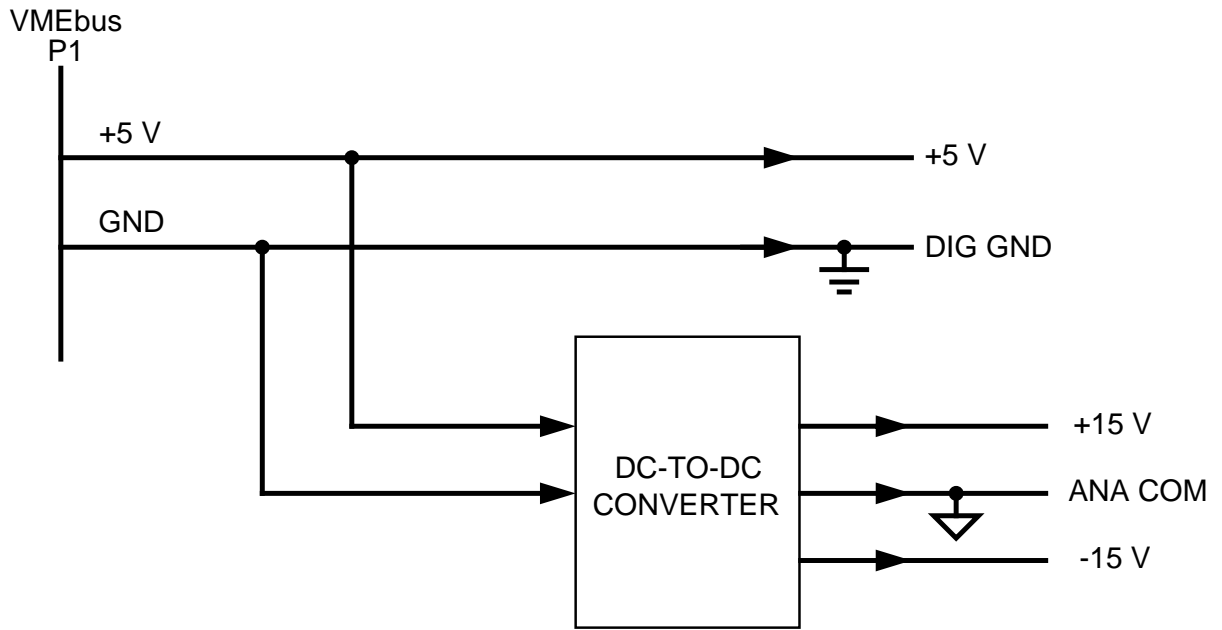 VMEbus
P1
+5 V
+5 V
GND
DIG GND
DC-TO-DC
CONVERTER
+15 V
ANA COM
-15 V